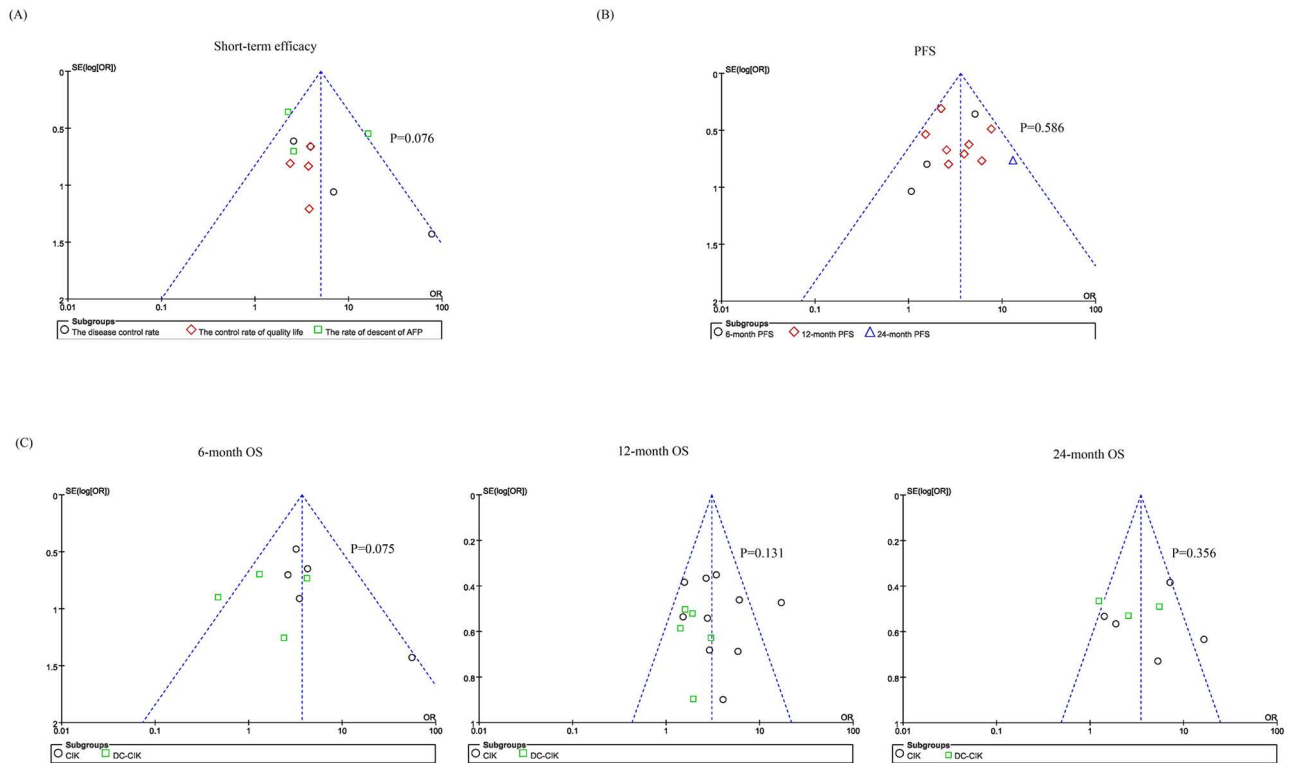 (A)
Short-term efficacy
SE(log[OR])
0
0.5
1
1.5
2
P=0.076
OR
0.01
0.1
1
10
100
Subgroups
The disease control rate
The control rate of quality life
The rate of descent of AFP
(B)
PFS
SE(log[OR])
0
0.5
1
1.5
2
P=0.586
OR
0.01
0.1
1
10
100
Subgroups
6-month PFS
12-month PFS
24-month PFS
(C)
6-month OS
SE(log[OR])
0
0.5
1
1.5
2
P=0.075
OR
0.01
0.1
1
10
100
Subgroups
CIK
DC-CIK
12-month OS
SE(log[OR])
0
0.2
0.4
0.6
0.8
1
P=0.131
OR
0.01
0.1
1
10
100
Subgroups
CIK
DC-CIK
24-month OS
SE(log[OR])
0
0.2
0.4
0.6
0.8
1
P=0.356
OR
0.01
0.1
1
10
100
Subgroups
CIK
DC-CIK